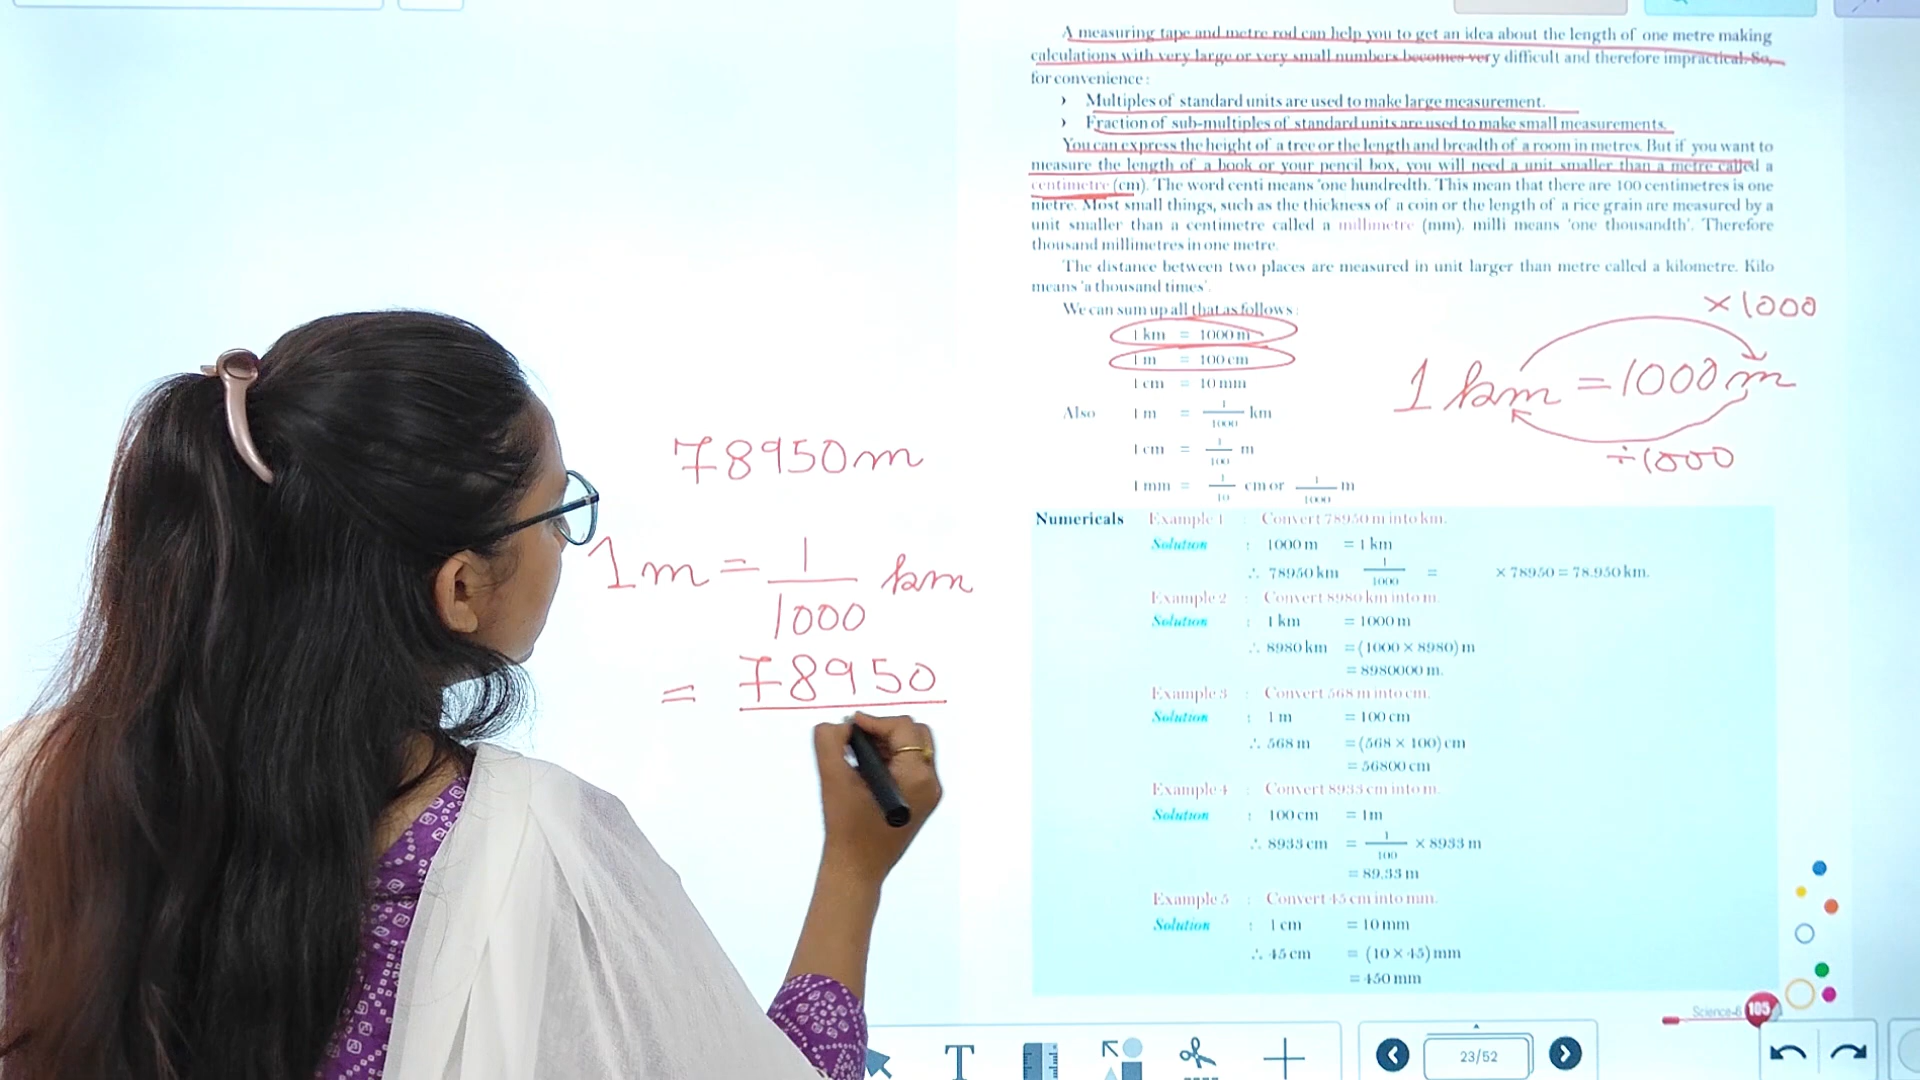 A measuring tape and metre rod can help you to get an idea about the length of one metre making
calculations with very large or very small numbers becomes very difficult and therefore impractical. So,
for convenience :
› Multiples of standard units are used to make large measurement.
› Fraction of sub-multiples of standard units are used to make small measurements.
You can express the height of a tree or the length and breadth of a room in metres. But if you want to
measure the length of a book or your pencil box, you will need a unit smaller than a metre called a
centimetre (cm). The word centi means 'one hundredth. This mean that there are 100 centimetres is one
metre. Most small things, such as the thickness of a coin or the length of a rice grain are measured by a
unit smaller than a centimetre called a millimetre (mm). milli means 'one thousandth'. Therefore
thousand millimetres in one metre.
The distance between two places are measured in unit larger than metre called a kilometre. Kilo
means 'a thousand times'.
We can sum up all that as follows :
1 km = 1000 m
1 m = 100 cm
1 cm = 10 mm
Also 1 m = 1/1000 km
1 cm = 1/100 m
1 mm = 1/10 cm or 1/1000 m
×1000
1 km = 1000 m
÷1000
78950m
1m = 1/1000 km
= 78950
Numericals Example 1 : Convert 78950 m into km.
Solution : 1000 m = 1 km
∴ 78950 km 1/1000 = × 78950 = 78.950 km.
Example 2 : Convert 8980 km into m.
Solution : 1 km = 1000 m
∴ 8980 km = (1000 × 8980) m
= 8980000 m.
Example 3 : Convert 568 m into cm.
Solution : 1 m = 100 cm
∴ 568 m = (568 × 100) cm
= 56800 cm
Example 4 : Convert 8933 cm into m.
Solution : 100 cm = 1m
∴ 8933 cm = 1/100 × 8933 m
= 89.33 m
Example 5 : Convert 45 cm into mm.
Solution : 1 cm = 10 mm
∴ 45 cm = (10 × 45) mm
= 450 mm
Science-6 105
T
23/52